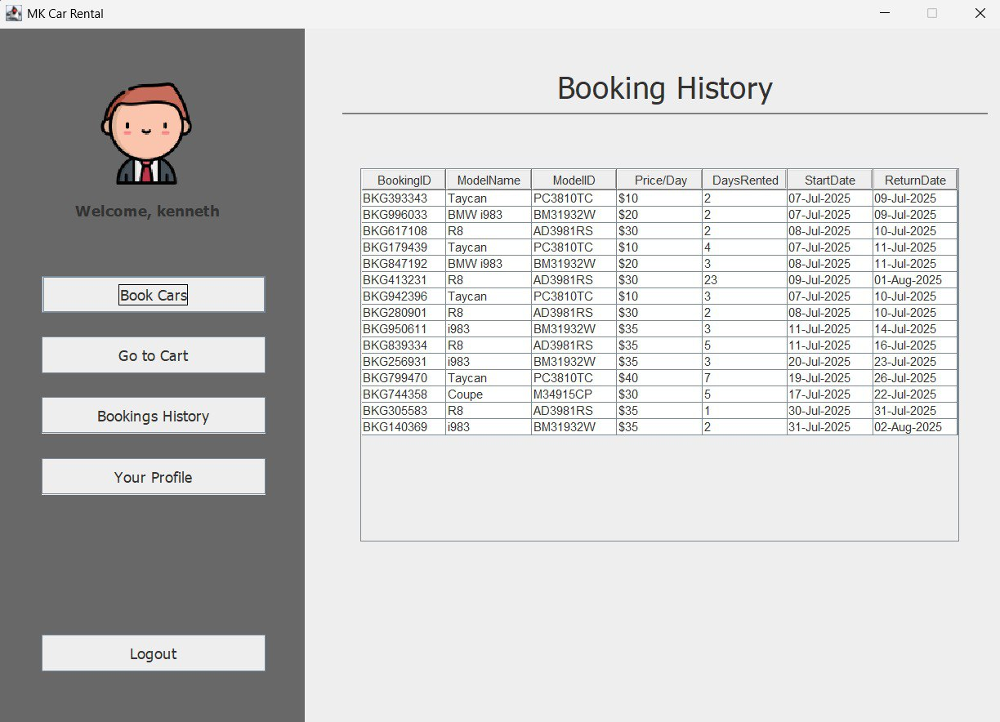 MK Car Rental
Welcome, kenneth
Book Cars
Go to Cart
Bookings History
Your Profile
Logout
Booking History
BookingID ModelName ModelID Price/Day DaysRented StartDate ReturnDate
BKG393343 Taycan PC3810TC $10 2 07-Jul-2025 09-Jul-2025
BKG996033 BMW i983 BM31932W $20 2 07-Jul-2025 09-Jul-2025
BKG617108 R8 AD3981RS $30 2 08-Jul-2025 10-Jul-2025
BKG179439 Taycan PC3810TC $10 4 07-Jul-2025 11-Jul-2025
BKG847192 BMW i983 BM31932W $20 3 08-Jul-2025 11-Jul-2025
BKG413231 R8 AD3981RS $30 23 09-Jul-2025 01-Aug-2025
BKG942396 Taycan PC3810TC $10 3 07-Jul-2025 10-Jul-2025
BKG280901 R8 AD3981RS $30 2 08-Jul-2025 10-Jul-2025
BKG950611 i983 BM31932W $35 3 11-Jul-2025 14-Jul-2025
BKG839334 R8 AD3981RS $35 5 11-Jul-2025 16-Jul-2025
BKG256931 i983 BM31932W $35 3 20-Jul-2025 23-Jul-2025
BKG799470 Taycan PC3810TC $40 7 19-Jul-2025 26-Jul-2025
BKG744358 Coupe M34915CP $30 5 17-Jul-2025 22-Jul-2025
BKG305583 R8 AD3981RS $35 1 30-Jul-2025 31-Jul-2025
BKG140369 i983 BM31932W $35 2 31-Jul-2025 02-Aug-2025